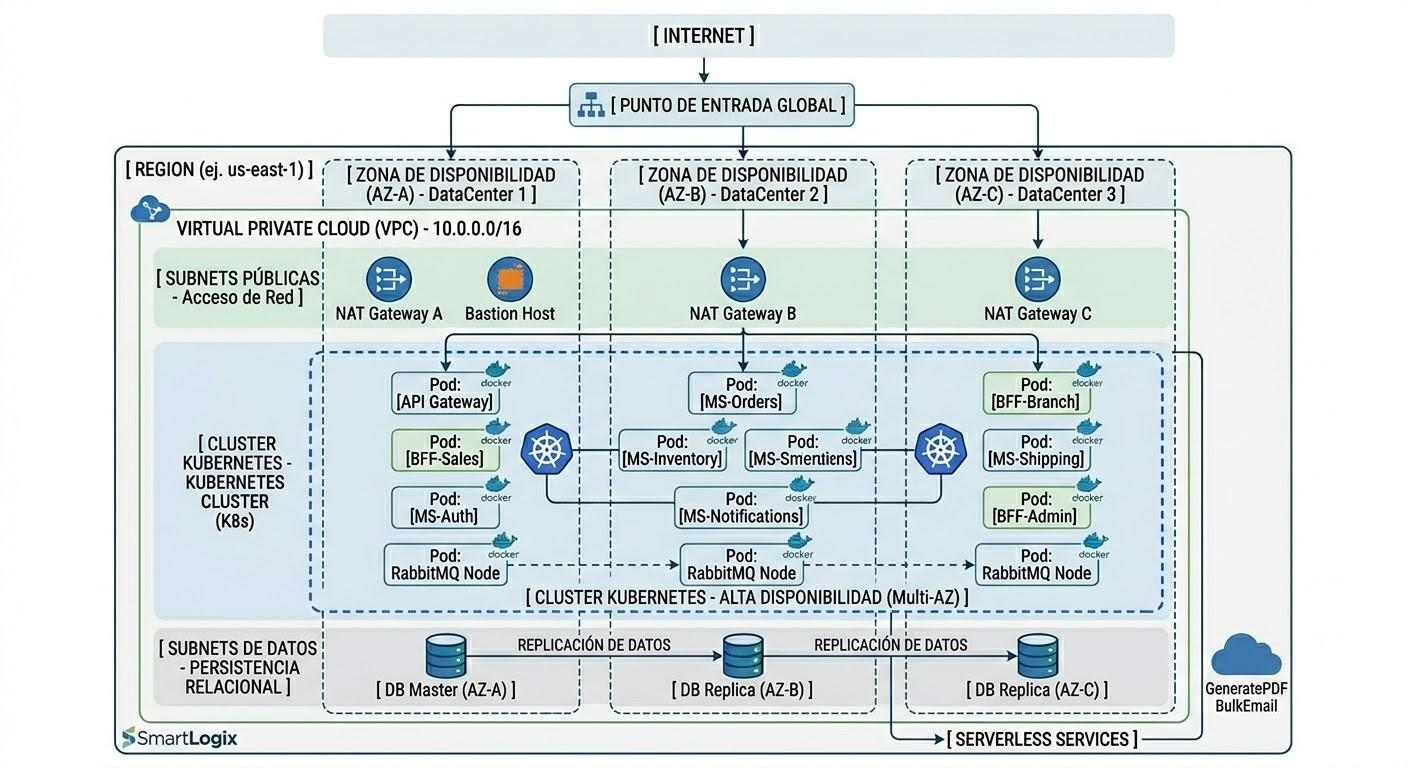 [ INTERNET ]
[ PUNTO DE ENTRADA GLOBAL ]
[ REGION (ej. us-east-1) ]
[ ZONA DE DISPONIBILIDAD
(AZ-A) - DataCenter 1 ]
[ ZONA DE DISPONIBILIDAD
(AZ-B) - DataCenter 2 ]
[ ZONA DE DISPONIBILIDAD
(AZ-C) - DataCenter 3 ]
VIRTUAL PRIVATE CLOUD (VPC) - 10.0.0.0/16
[ SUBNETS PÚBLICAS
- Acceso de Red ]
NAT Gateway A
Bastion Host
NAT Gateway B
NAT Gateway C
[ CLUSTER
KUBERNETES -
KUBERNETES
CLUSTER
(K8s)
Pod:
[API Gateway]
docker
Pod:
[BFF-Sales]
docker
Pod:
[MS-Auth]
docker
Pod:
RabbitMQ Node
docker
Pod:
[MS-Orders]
docker
Pod:
[MS-Inventory]
docker
Pod:
[MS-Smentiens]
docker
Pod:
[MS-Notifications]
dosker
Pod:
RabbitMQ Node
docker
Pod:
[BFF-Branch]
docker
Pod:
[MS-Shipping]
docker
Pod:
[BFF-Admin]
docker
Pod:
RabbitMQ Node
docker
[ CLUSTER KUBERNETES - ALTA DISPONIBILIDAD (Multi-AZ) ]
[ SUBNETS DE DATOS
- PERSISTENCIA
RELACIONAL ]
REPLICACIÓN DE DATOS
REPLICACIÓN DE DATOS
[ DB Master (AZ-A) ]
[ DB Replica (AZ-B) ]
[ DB Replica (AZ-C) ]
GeneratePDF
BulkEmail
SmartLogix
[ SERVERLESS SERVICES ]